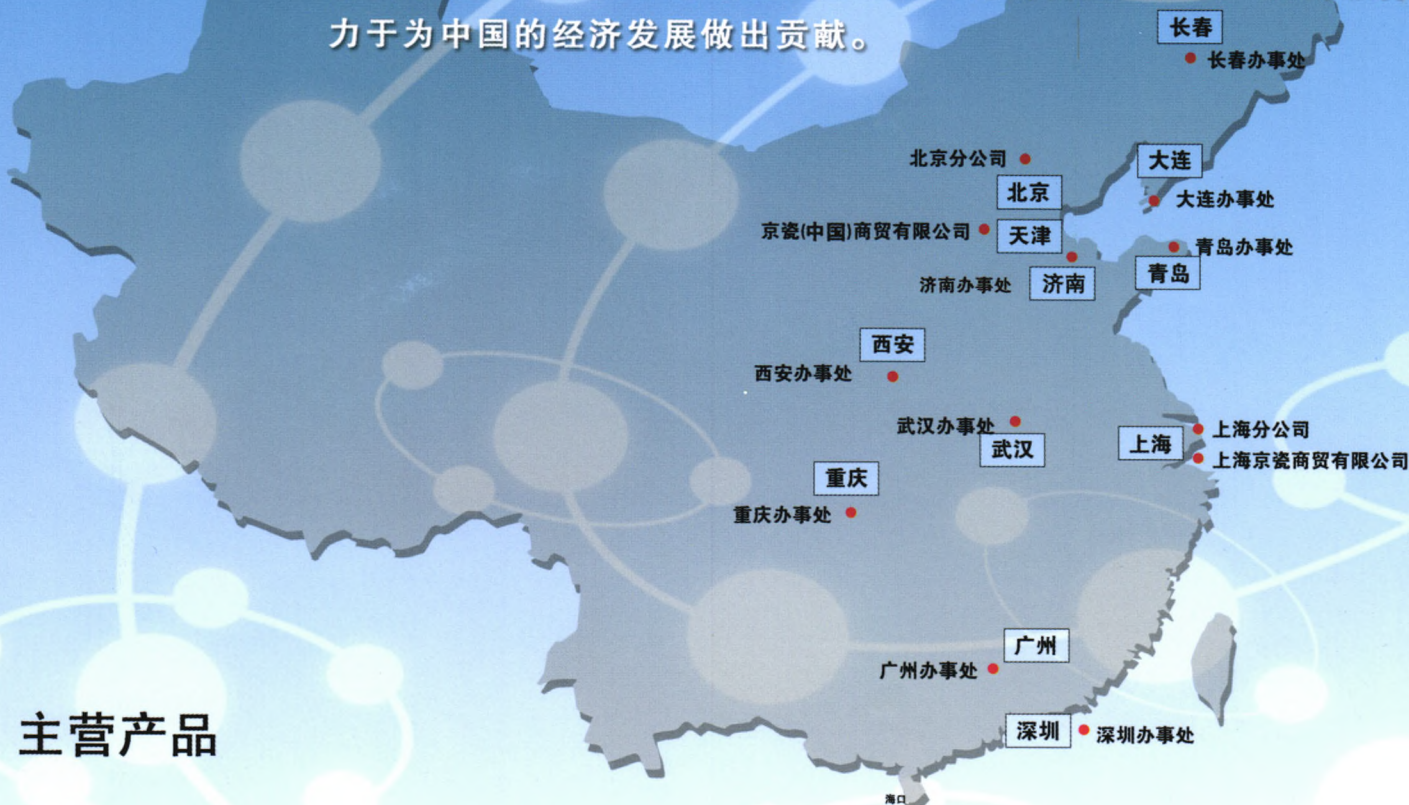 力于为中国的经济发展做出贡献。
长春
长春办事处
北京分公司
北京
大连
大连办事处
京瓷(中国)商贸有限公司
天津
青岛办事处
青岛
济南办事处
济南
西安
西安办事处
武汉办事处
武汉
上海
上海分公司
上海京瓷商贸有限公司
重庆
重庆办事处
广州
广州办事处
深圳
深圳办事处
主营产品
海口